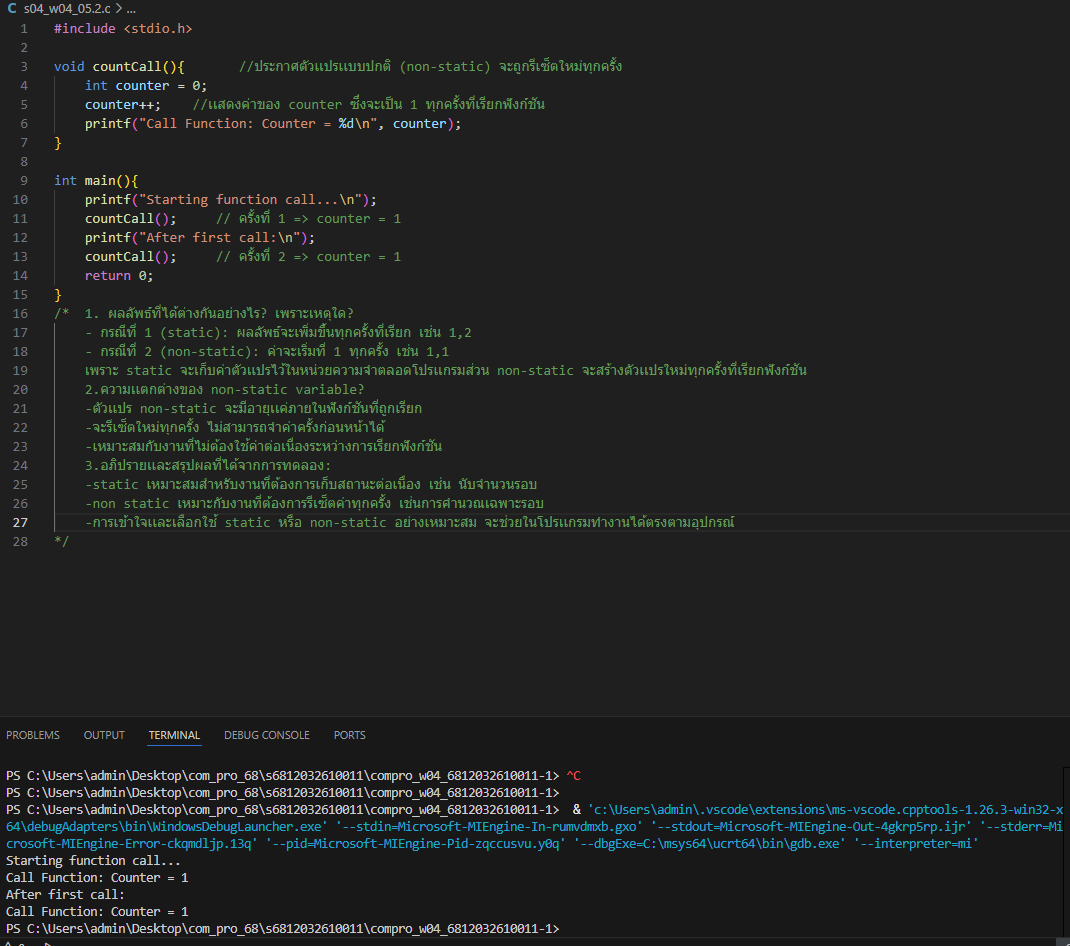 C s04_w04_05.2.c > ...
1 #include <stdio.h>
2
3 void countCall(){ //ประกาศตัวแปรแบบปกติ (non-static) จะถูกรีเซ็ตใหม่ทุกครั้ง
4 int counter = 0;
5 counter++; //แสดงค่าของ counter ซึ่งจะเป็น 1 ทุกครั้งที่เรียกฟังก์ชัน
6 printf("Call Function: Counter = %d\n", counter);
7 }
8
9 int main(){
10 printf("Starting function call...\n");
11 countCall(); // ครั้งที่ 1 => counter = 1
12 printf("After first call:\n");
13 countCall(); // ครั้งที่ 2 => counter = 1
14 return 0;
15 }
16 /* 1. ผลลัพธ์ที่ได้ต่างกันอย่างไร? เพราะเหตุใด?
17 - กรณีที่ 1 (static): ผลลัพธ์จะเพิ่มขึ้นทุกครั้งที่เรียก เช่น 1,2
18 - กรณีที่ 2 (non-static): ค่าจะเริ่มที่ 1 ทุกครั้ง เช่น 1,1
19 เพราะ static จะเก็บค่าตัวแปรไว้ในหน่วยความจำตลอดโปรแกรมส่วน non-static จะสร้างตัวแปรใหม่ทุกครั้งที่เรียกฟังก์ชัน
20 2.ความแตกต่างของ non-static variable?
21 -ตัวแปร non-static จะมีอายุแค่ภายในฟังก์ชันที่ถูกเรียก
22 -จะรีเซ็ตใหม่ทุกครั้ง ไม่สามารถจำค่าครั้งก่อนหน้าได้
23 -เหมาะสมกับงานที่ไม่ต้องใช้ค่าต่อเนื่องระหว่างการเรียกฟังก์ชัน
24 3.อภิปรายและสรุปผลที่ได้จากการทดลอง:
25 -static เหมาะสมสำหรับงานที่ต้องการเก็บสถานะต่อเนื่อง เช่น นับจำนวนรอบ
26 -non static เหมาะกับงานที่ต้องการรีเซ็ตค่าทุกครั้ง เช่นการคำนวณเฉพาะรอบ
27 -การเข้าใจและเลือกใช้ static หรือ non-static อย่างเหมาะสม จะช่วยในโปรแกรมทำงานได้ตรงตามอุปกรณ์
28 */
PROBLEMS OUTPUT TERMINAL DEBUG CONSOLE PORTS
PS C:\Users\admin\Desktop\com_pro_68\s6812032610011\compro_w04_6812032610011-1> ^C
PS C:\Users\admin\Desktop\com_pro_68\s6812032610011\compro_w04_6812032610011-1>
PS C:\Users\admin\Desktop\com_pro_68\s6812032610011\compro_w04_6812032610011-1> & 'c:\Users\admin\.vscode\extensions\ms-vscode.cpptools-1.26.3-win32-x
64\debugAdapters\bin\WindowsDebugLauncher.exe' '--stdin=Microsoft-MIEngine-In-rumvdmxb.gxo' '--stdout=Microsoft-MIEngine-Out-4gkrp5rp.ijr' '--stderr=Mi
crosoft-MIEngine-Error-ckqmdljp.13q' '--pid=Microsoft-MIEngine-Pid-zqccusvu.y0q' '--dbgExe=C:\msys64\ucrt64\bin\gdb.exe' '--interpreter=mi'
Starting function call...
Call Function: Counter = 1
After first call:
Call Function: Counter = 1
PS C:\Users\admin\Desktop\com_pro_68\s6812032610011\compro_w04_6812032610011-1>